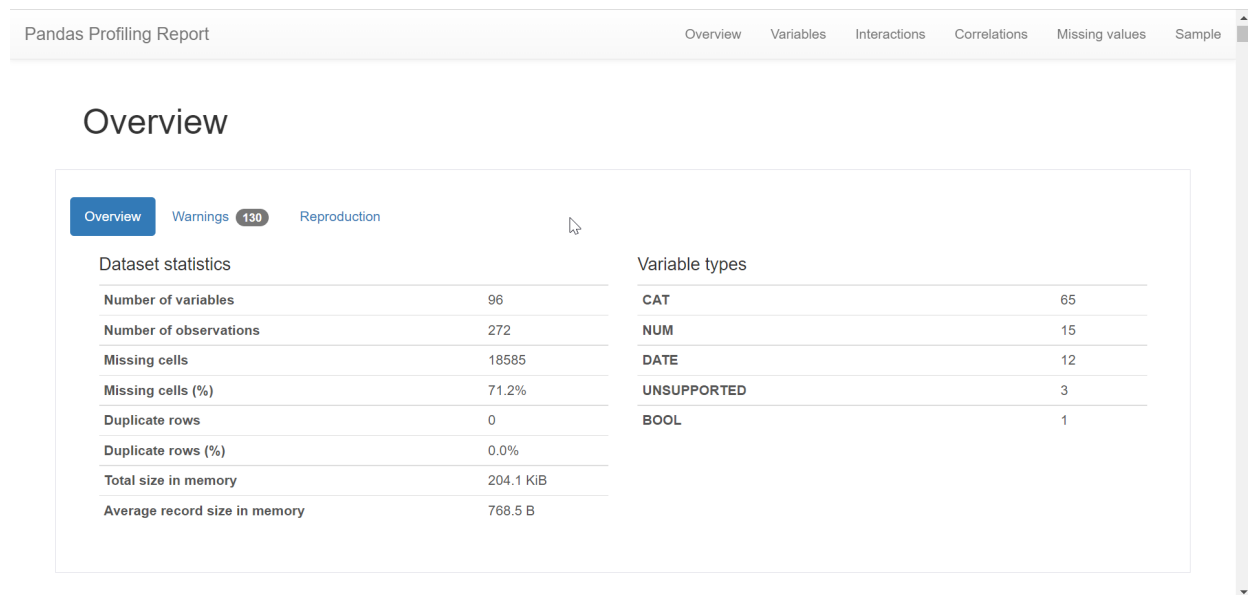 Pandas Profiling Report Overview Variables Interactions Correlations Missing values Sample
Overview
Overview Warnings 130 Reproduction
Dataset statistics
Number of variables 96
Number of observations 272
Missing cells 18585
Missing cells (%) 71.2%
Duplicate rows 0
Duplicate rows (%) 0.0%
Total size in memory 204.1 KiB
Average record size in memory 768.5 B
Variable types
CAT 65
NUM 15
DATE 12
UNSUPPORTED 3
BOOL 1